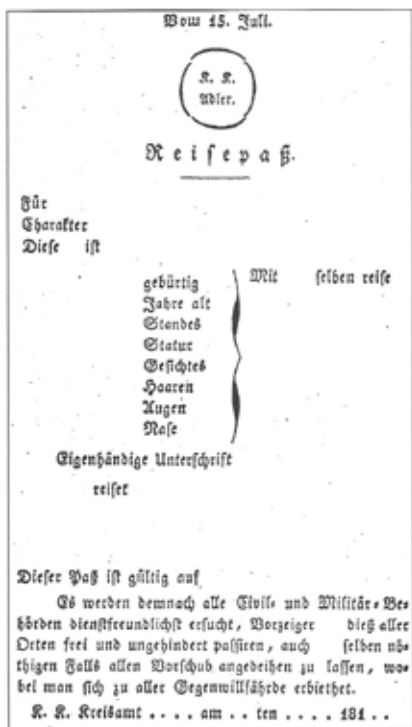 Vom 15. Juli.
K. K.
Adler.
Reisepaß.
Für
Charakter
Diese ist
gebürtig Mit selben reise
Jahre alt
Standes
Statur
Gesichtes
Haaren
Augen
Nase
Eigenhändige Unterschrift
reiset
Dieser Paß ist gültig auf
Es werden demnach alle Civil- und Militär-Be-
hörden dienstfreundlichst ersucht, Vorzeiger dieß aller
Orten frei und ungehindert passiren, auch selben nö-
thigen Falls allen Vorschub angedeihen zu lassen, wo-
bei man sich zu aller Gegenwillfährde erbiethet.
K. K. Kreisamt . . . . am . . ten . . . . 181 . .